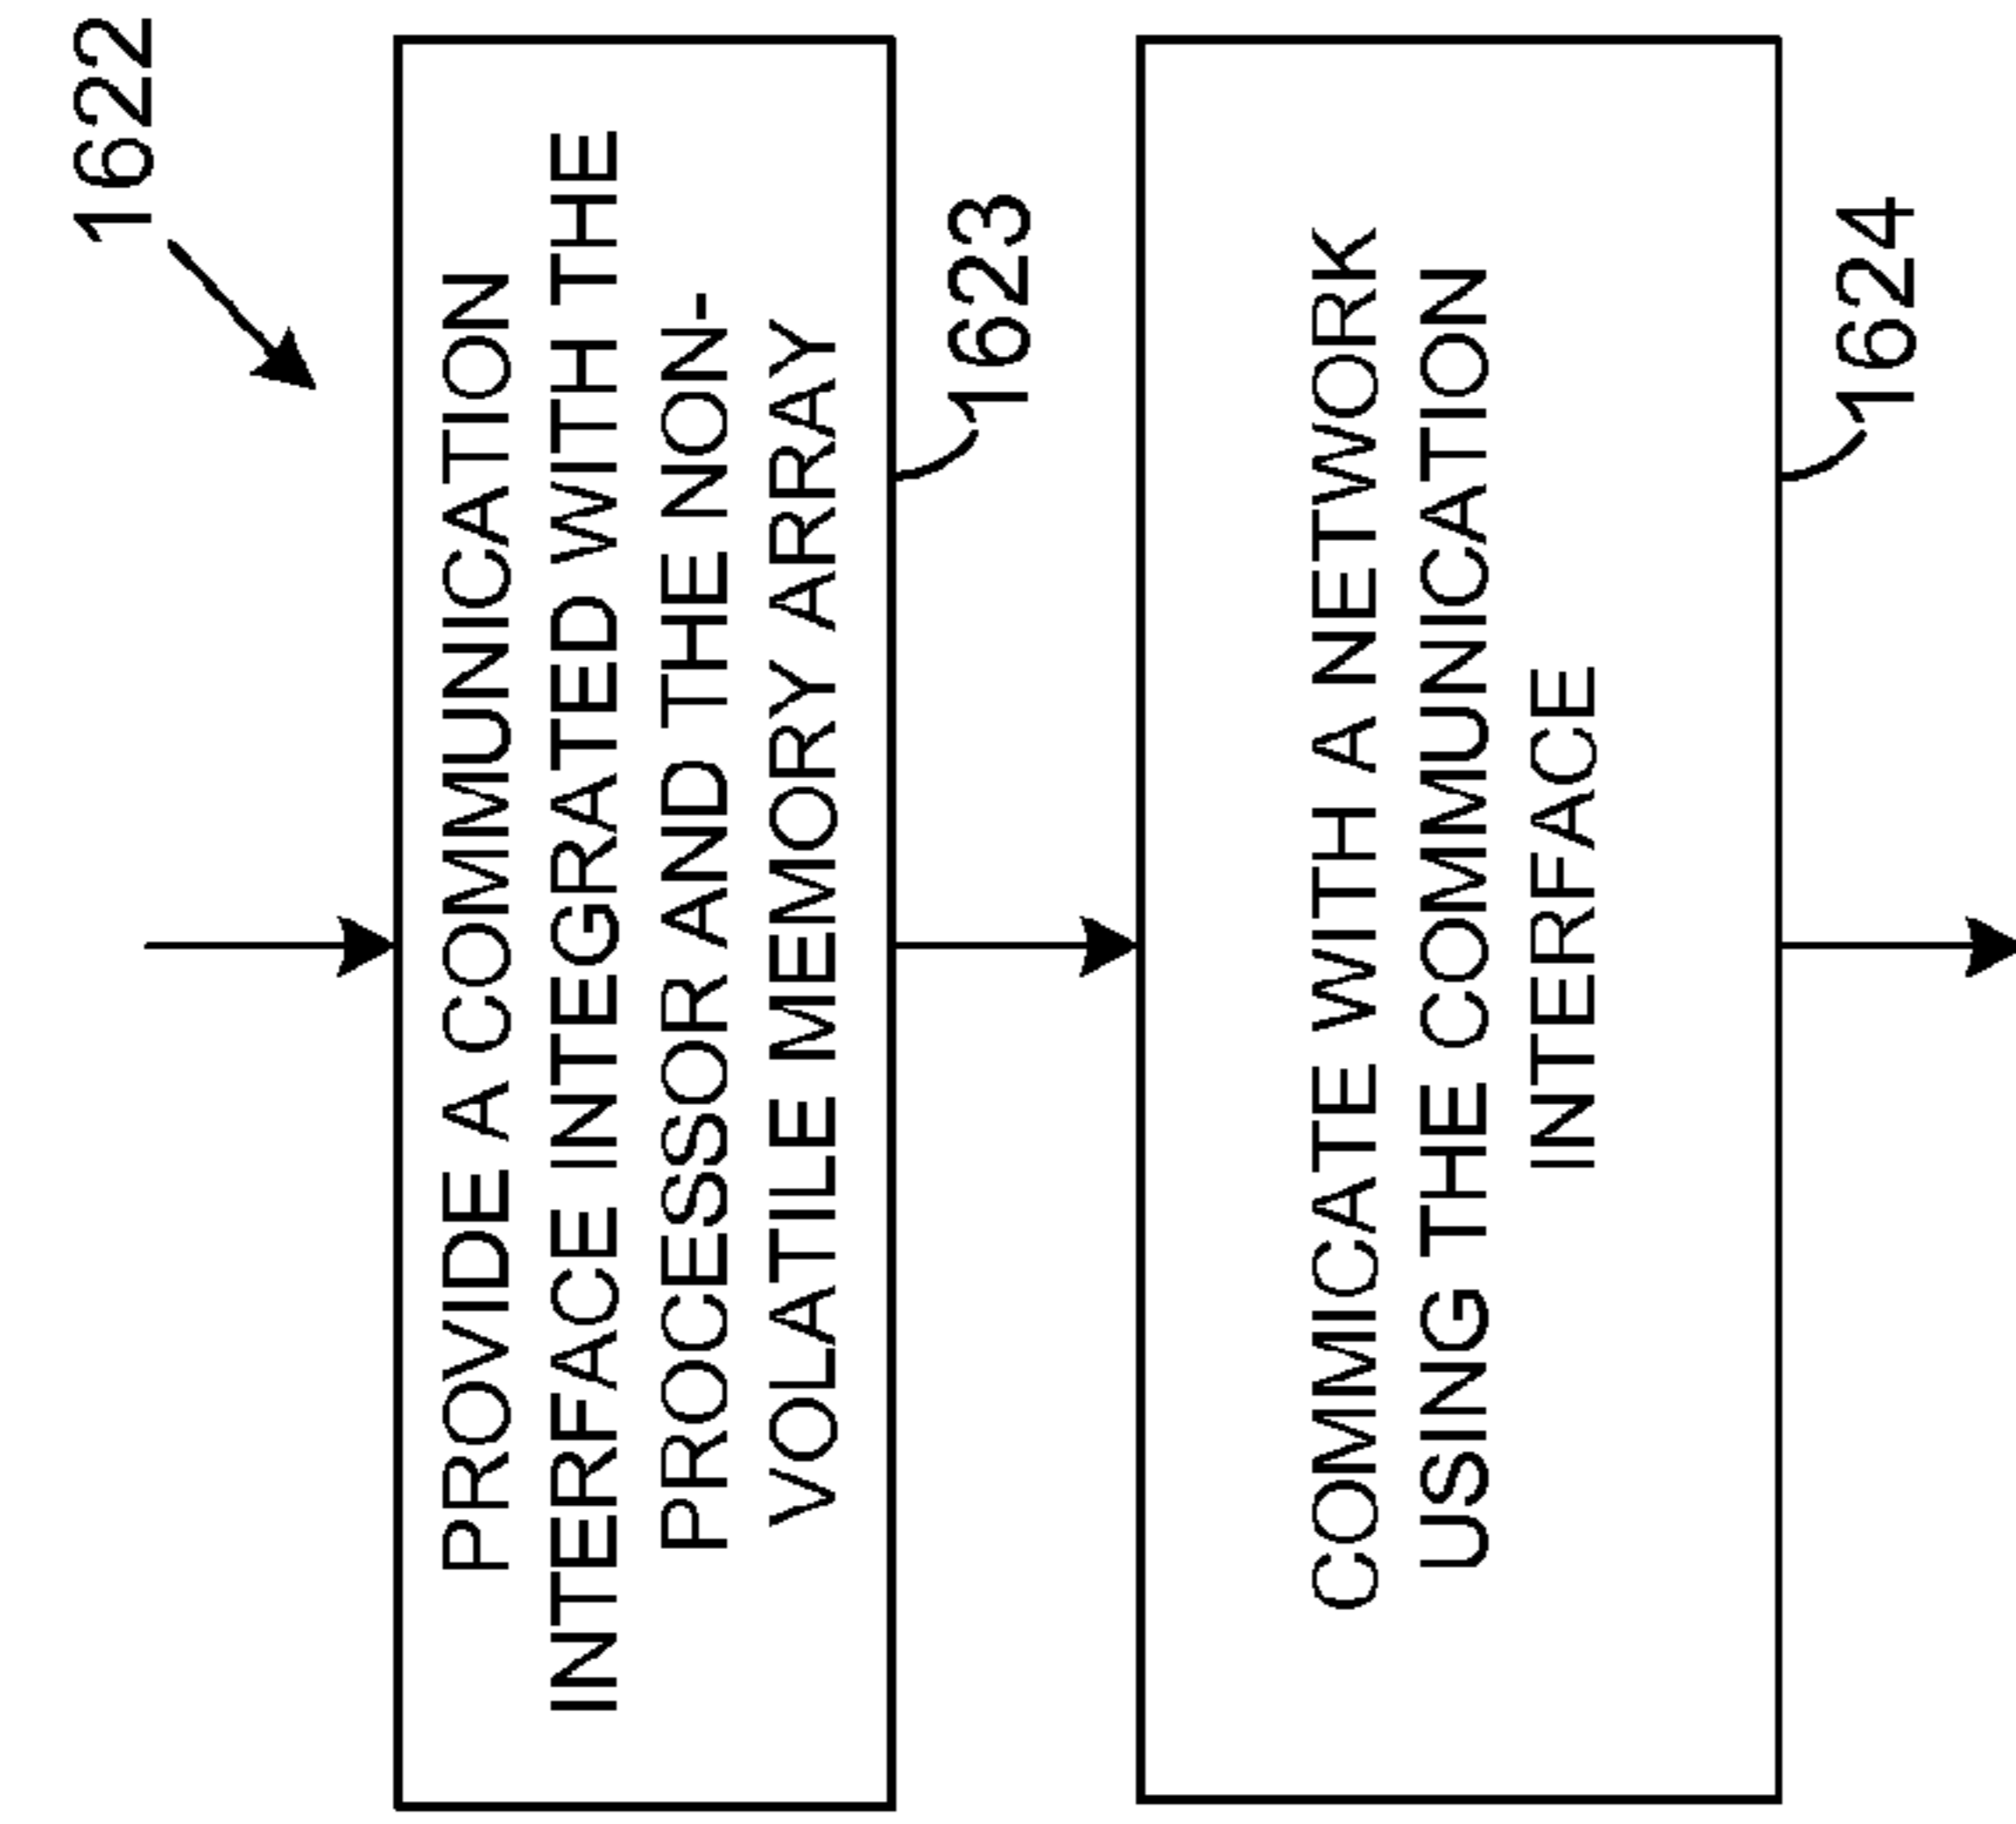 1622
PROVIDE A COMMUNICATION
INTERFACE INTEGRATED WITH THE
PROCESSOR AND THE NON-
VOLATILE MEMORY ARRAY
1623
COMMICATE WITH A NETWORK
USING THE COMMUNICATION
INTERFACE
1624